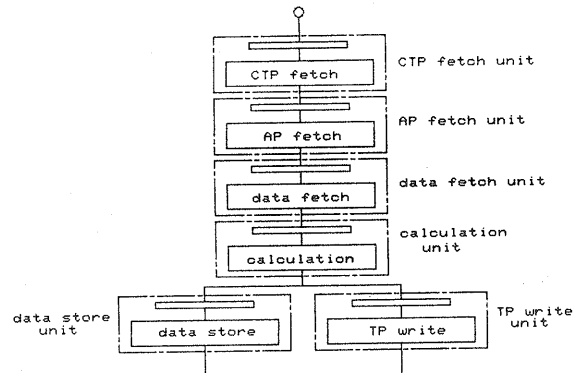 CTP fetch
CTP fetch unit
AP fetch
AP fetch unit
data fetch
data fetch unit
calculation
calculation
unit
data store
unit
data store
TP write
TP write
unit